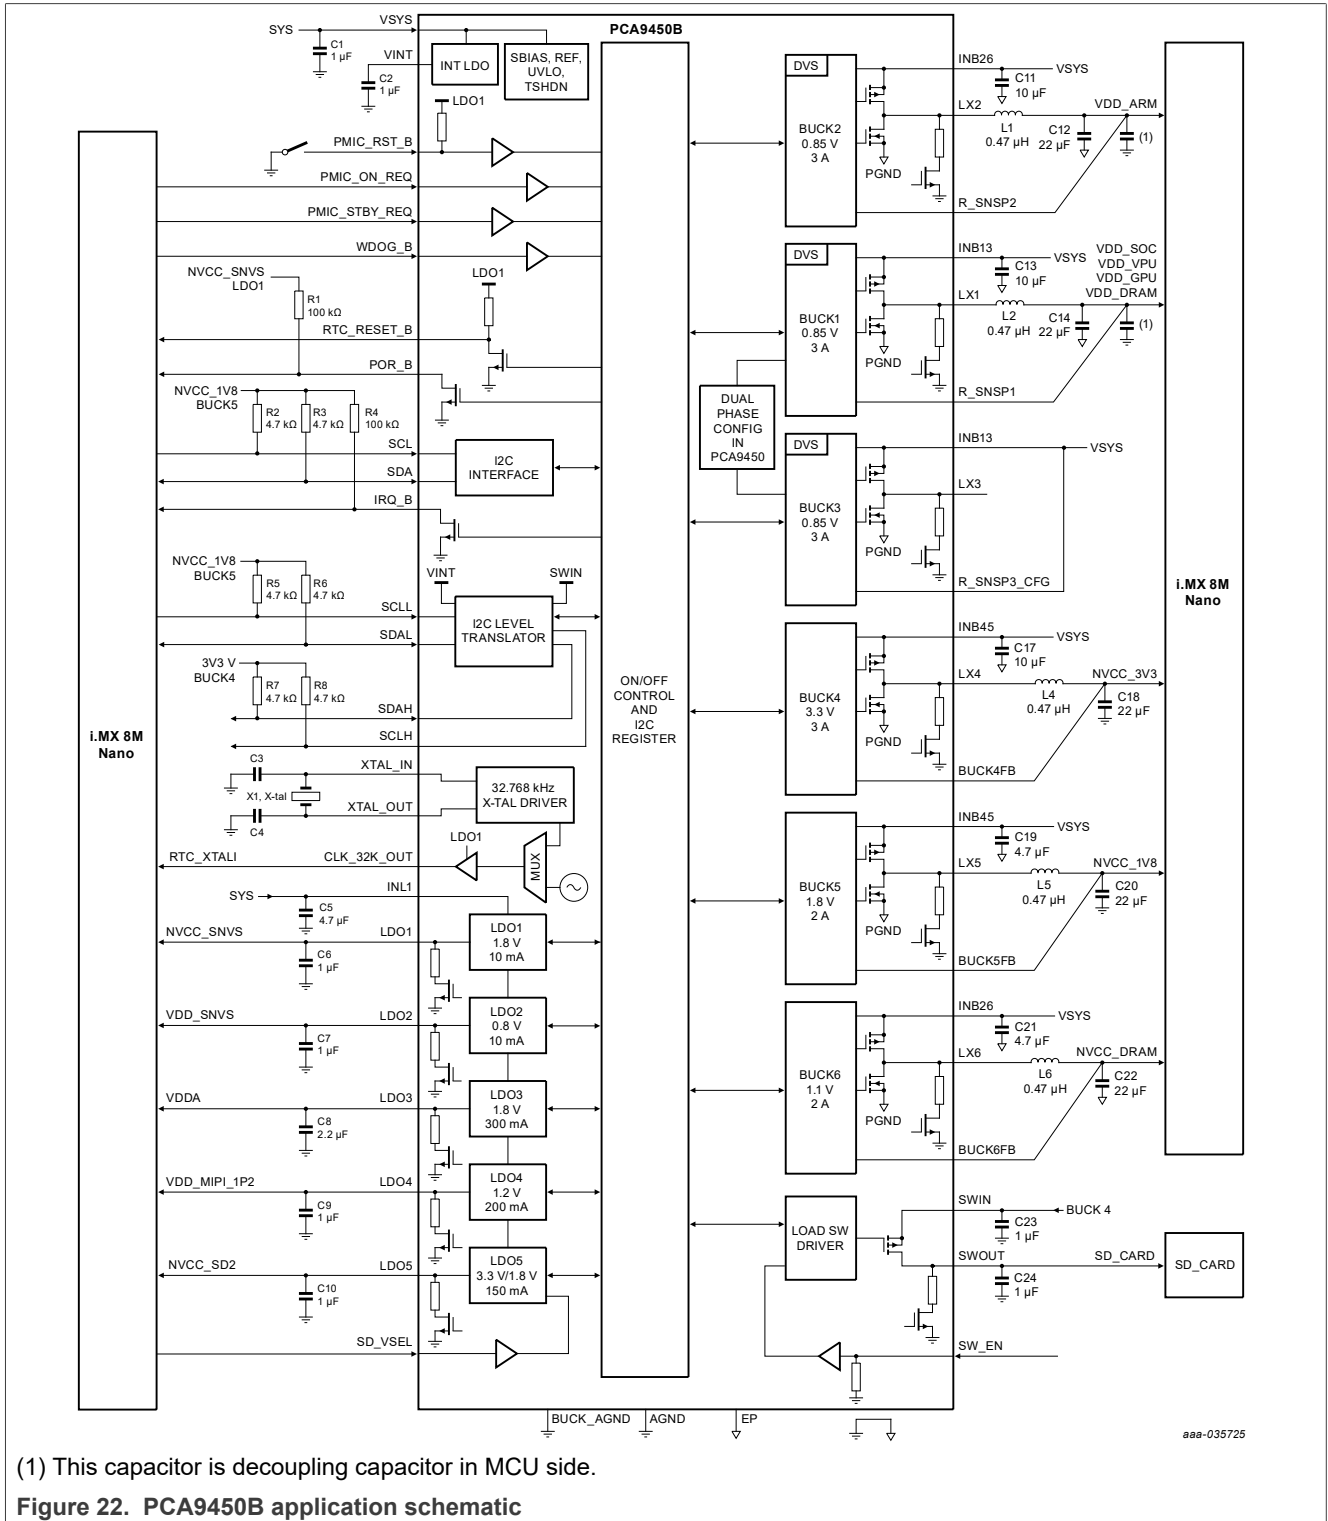 PCA9450B
SYS
VSYS
C1
1 µF
VINT
C2
1 µF
INT LDO
SBIAS, REF,
UVLO,
TSHDN
LDO1
PMIC_RST_B
PMIC_ON_REQ
PMIC_STBY_REQ
WDOG_B
NVCC_SNVS
LDO1
R1
100 kΩ
LDO1
RTC_RESET_B
POR_B
NVCC_1V8
BUCK5
R2
4.7 kΩ
R3
4.7 kΩ
R4
100 kΩ
SCL
SDA
IRQ_B
I2C
INTERFACE
NVCC_1V8
BUCK5
R5
4.7 kΩ
R6
4.7 kΩ
VINT
SWIN
SCLL
SDAL
I2C LEVEL
TRANSLATOR
3V3 V
BUCK4
R7
4.7 kΩ
R8
4.7 kΩ
SDAH
SCLH
i.MX 8M
Nano
C3
X1, X-tal
C4
XTAL_IN
XTAL_OUT
32.768 kHz
X-TAL DRIVER
LDO1
MUX
RTC_XTALI
CLK_32K_OUT
SYS
INL1
C5
4.7 µF
NVCC_SNVS
LDO1
C6
1 µF
LDO1
1.8 V
10 mA
VDD_SNVS
LDO2
C7
1 µF
LDO2
0.8 V
10 mA
VDDA
LDO3
C8
2.2 µF
LDO3
1.8 V
300 mA
VDD_MIPI_1P2
LDO4
C9
1 µF
LDO4
1.2 V
200 mA
NVCC_SD2
LDO5
C10
1 µF
LDO5
3.3 V/1.8 V
150 mA
SD_VSEL
ON/OFF
CONTROL
AND
I2C
REGISTER
DVS
BUCK2
0.85 V
3 A
PGND
INB26
VSYS
C11
10 µF
LX2
L1
0.47 µH
C12
22 µF
VDD_ARM
(1)
R_SNSP2
DVS
BUCK1
0.85 V
3 A
PGND
INB13
VSYS
C13
10 µF
LX1
L2
0.47 µH
C14
22 µF
VDD_SOC
VDD_VPU
VDD_GPU
VDD_DRAM
(1)
R_SNSP1
DUAL
PHASE
CONFIG
IN
PCA9450
DVS
BUCK3
0.85 V
3 A
PGND
INB13
VSYS
LX3
R_SNSP3_CFG
i.MX 8M
Nano
BUCK4
3.3 V
3 A
PGND
INB45
VSYS
C17
10 µF
LX4
L4
0.47 µH
NVCC_3V3
C18
22 µF
BUCK4FB
BUCK5
1.8 V
2 A
PGND
INB45
VSYS
C19
4.7 µF
LX5
L5
0.47 µH
NVCC_1V8
C20
22 µF
BUCK5FB
BUCK6
1.1 V
2 A
PGND
INB26
VSYS
C21
4.7 µF
LX6
L6
0.47 µH
NVCC_DRAM
C22
22 µF
BUCK6FB
LOAD SW
DRIVER
SWIN
BUCK 4
C23
1 µF
SWOUT
SD_CARD
C24
1 µF
SD_CARD
SW_EN
BUCK_AGND
AGND
EP
aaa-035725
(1) This capacitor is decoupling capacitor in MCU side.
Figure 22. PCA9450B application schematic